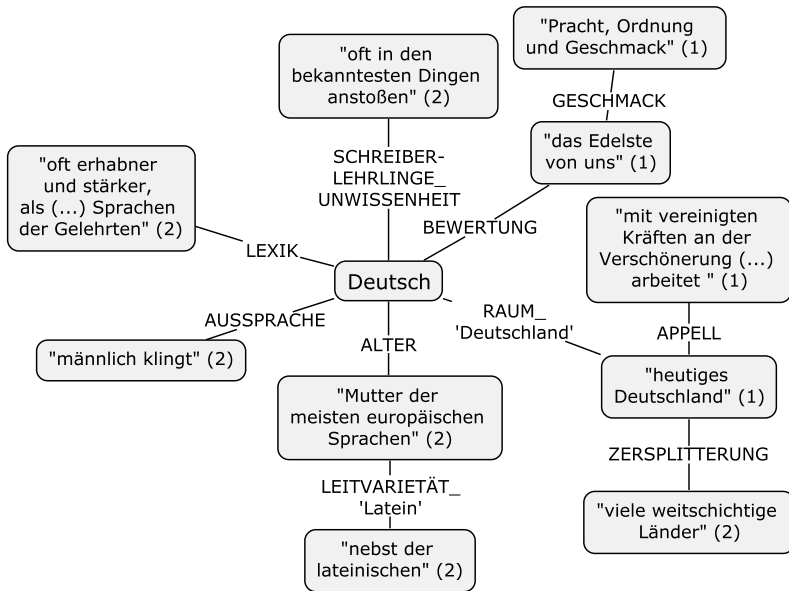 "Pracht, Ordnung
und Geschmack" (1)
GESCHMACK
"das Edelste
von uns" (1)
BEWERTUNG
"oft in den
bekanntesten Dingen
anstoßen" (2)
SCHREIBER-
LEHRLINGE_
UNWISSENHEIT
"oft erhabner
und stärker,
als (...) Sprachen
der Gelehrten" (2)
LEXIK
Deutsch
AUSSPRACHE
"männlich klingt" (2)
ALTER
"Mutter der
meisten europäischen
Sprachen" (2)
LEITVARIETÄT_
'Latein'
"nebst der
lateinischen" (2)
RAUM_
'Deutschland'
"mit vereinigten
Kräften an der
Verschönerung (...)
arbeitet " (1)
APPELL
"heutiges
Deutschland" (1)
ZERSPLITTERUNG
"viele weitschichtige
Länder" (2)